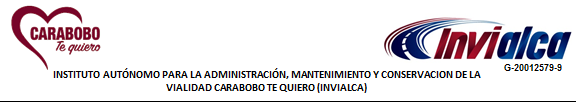 CARABOBO
Te quiero
Invialca
G-20012579-9
INSTITUTO AUTÓNOMO PARA LA ADMINISTRACIÓN, MANTENIMIENTO Y CONSERVACION DE LA
VIALIDAD CARABOBO TE QUIERO (INVIALCA)